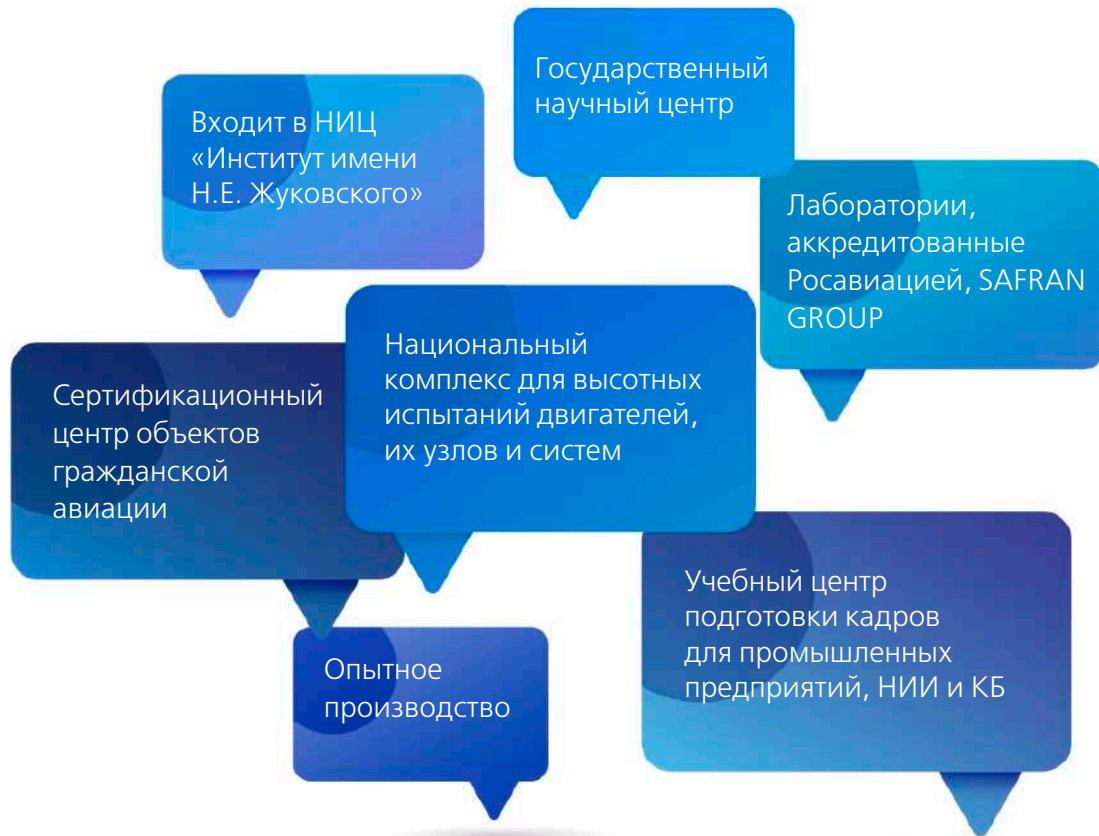 Государственный
научный центр
Входит в НИЦ
«Институт имени
Н.Е. Жуковского»
Лаборатории,
аккредитованные
Росавиацией, SAFRAN
GROUP
Национальный
комплекс для высотных
испытаний двигателей,
их узлов и систем
Сертификационный
центр объектов
гражданской
авиации
Учебный центр
подготовки кадров
для промышленных
предприятий, НИИ и КБ
Опытное
производство